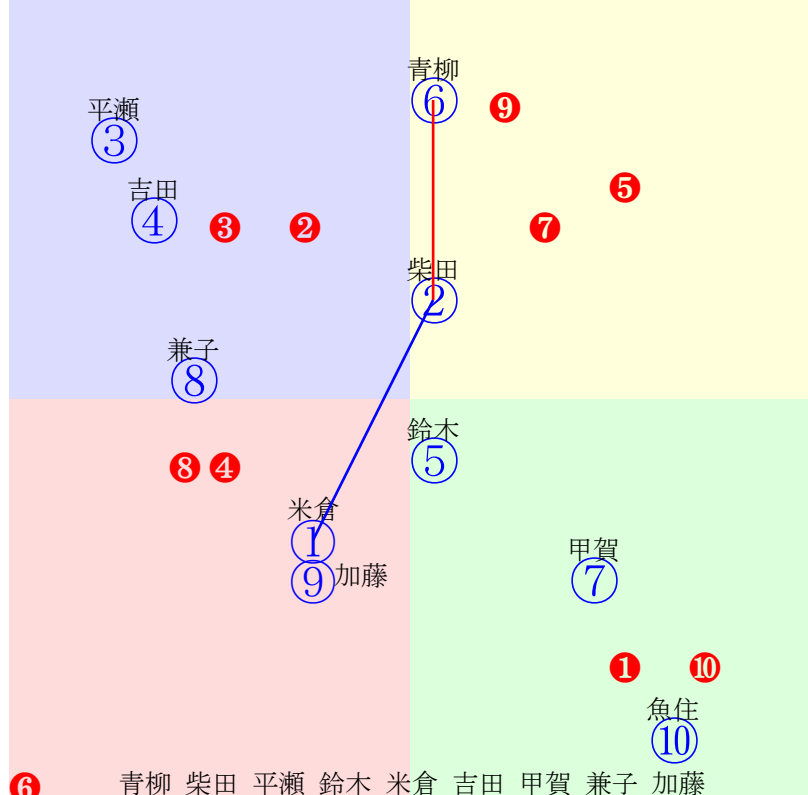 青柳
⑥ ❾
平瀬
③
吉田
④ ❸ ❷ ❼ ❺
柴田
②
兼子
⑧
鈴木
⑤
❽ ❹
米倉
①
⑨ 加藤
甲賀
⑦
❶ ❿
魚住
⑩
❻ 青柳 柴田 平瀬 鈴木 米倉 吉田 甲賀 兼子 加藤